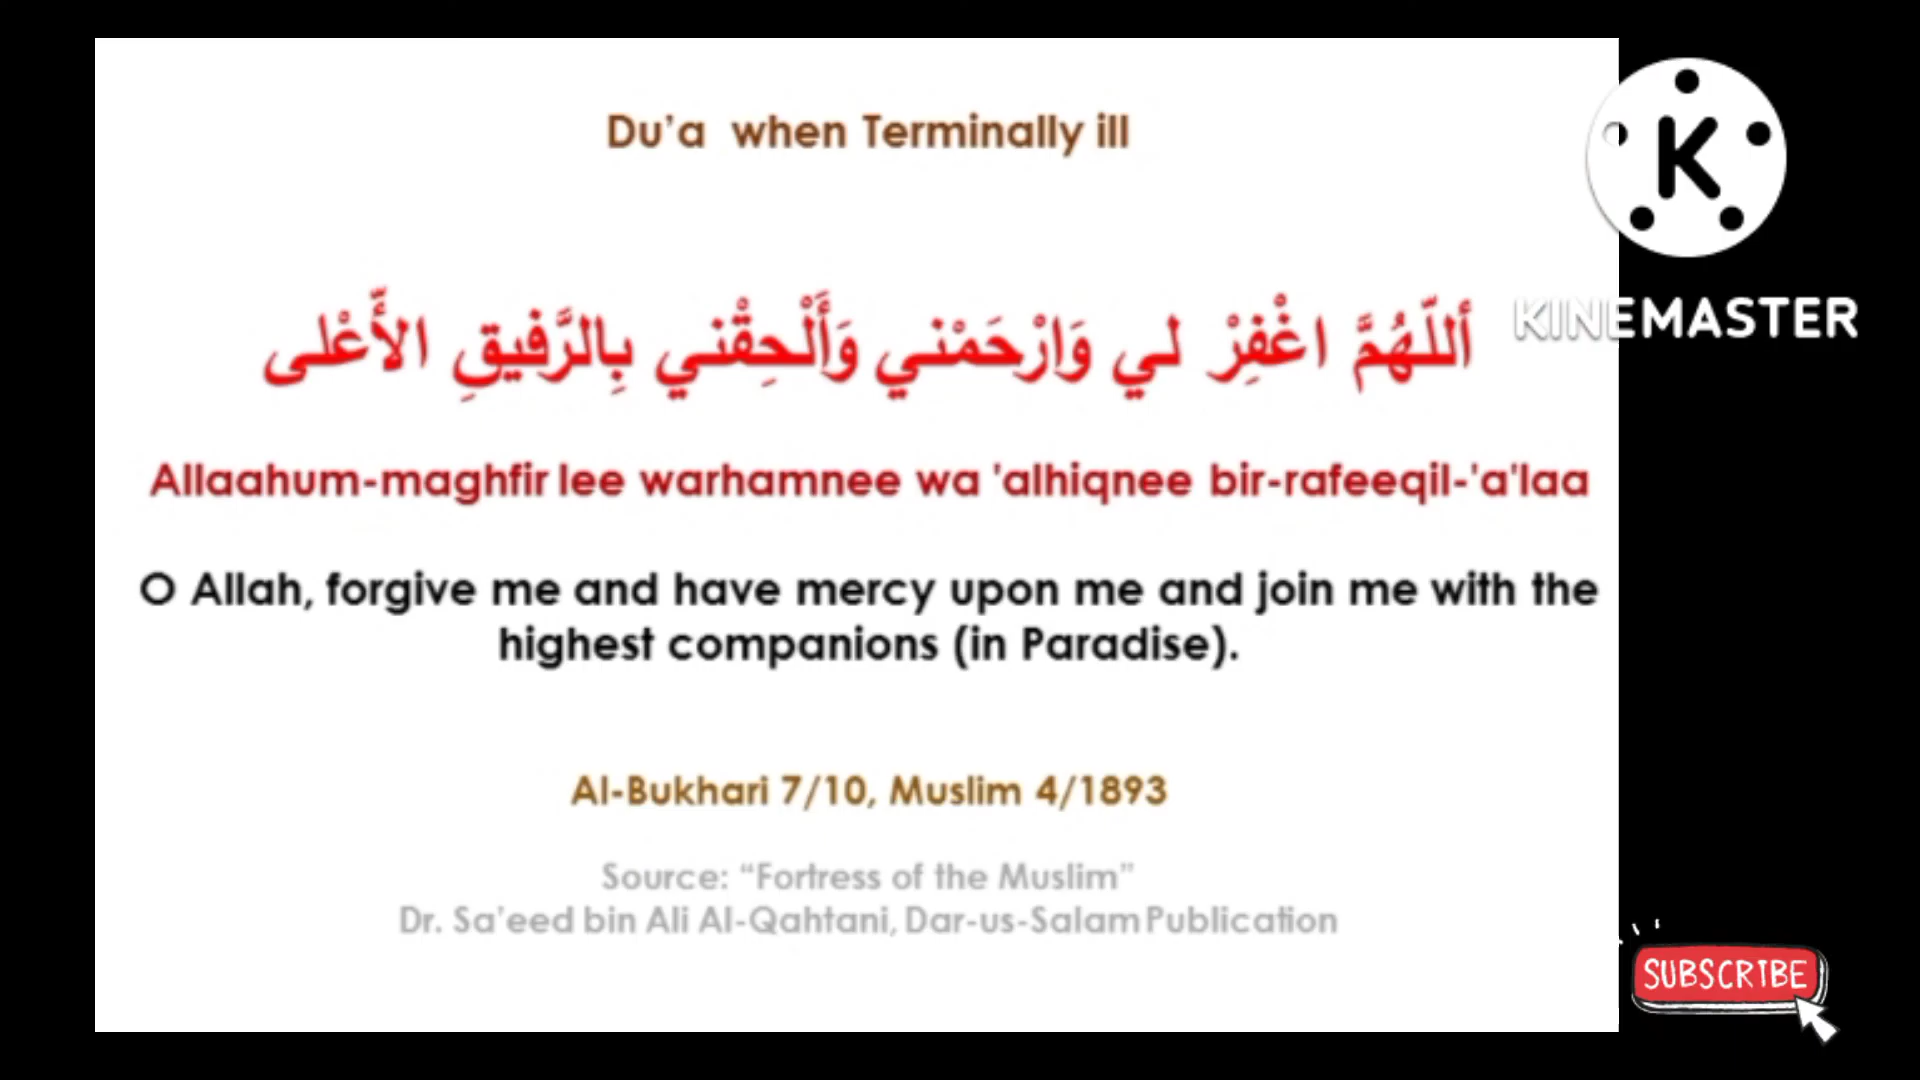 Du’a when Terminally ill
K
KINEMASTER
أللّهُمَّ اغْفِرْ لي وَارْحَمْني وَأَلْحِقْني بِالرَّفيقِ الأَّعْلى
Allaahum-maghfir lee warhamnee wa 'alhiqnee bir-rafeeqil-'a'laa
O Allah, forgive me and have mercy upon me and join me with the
highest companions (in Paradise).
Al-Bukhari 7/10, Muslim 4/1893
Source: “Fortress of the Muslim”
Dr. Sa’eed bin Ali Al-Qahtani, Dar-us-Salam Publication
SUBSCRIBE